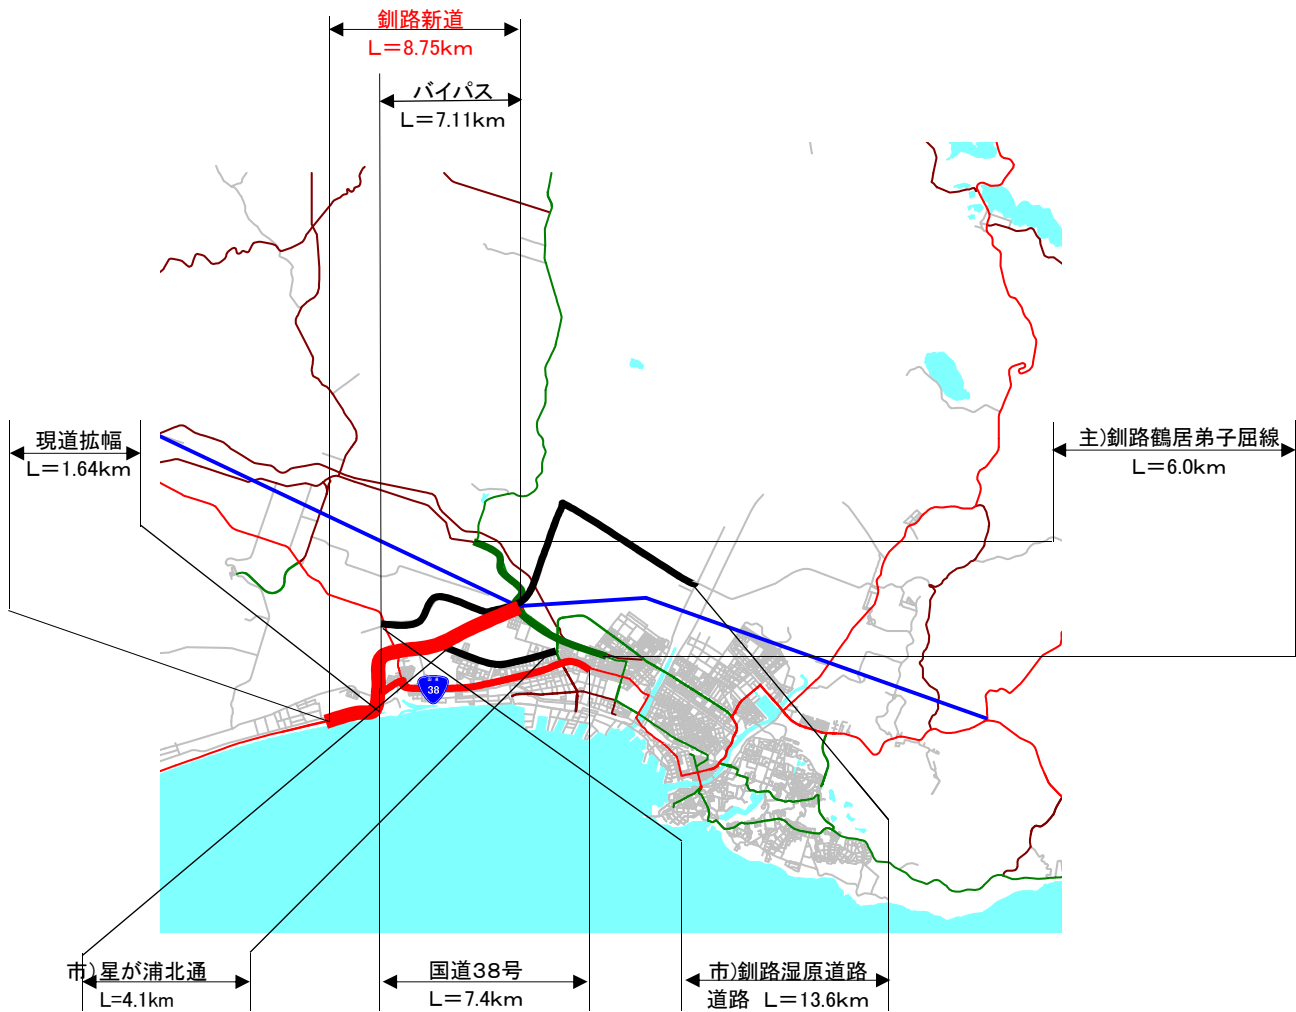 釧路新道
L＝8.75km
バイパス
L＝7.11km
現道拡幅
L＝1.64km
主)釧路鶴居弟子屈線
L＝6.0km
38
市)星が浦北通
L=4.1km
国道38号
L＝7.4km
市)釧路湿原道路
道路 L＝13.6km